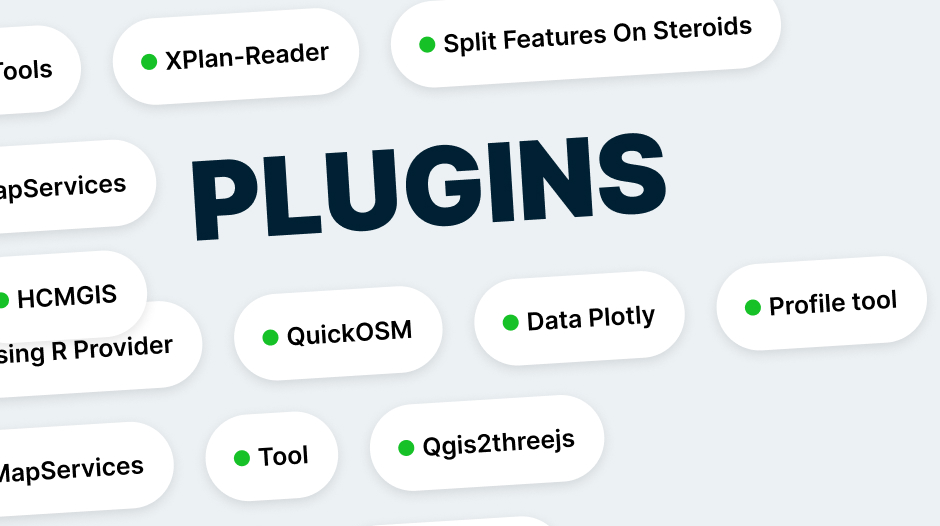 Tools
XPlan-Reader
Split Features On Steroids
apServices
PLUGINS
HCMGIS
sing R Provider
QuickOSM
Data Plotly
Profile tool
MapServices
Tool
Qgis2threejs